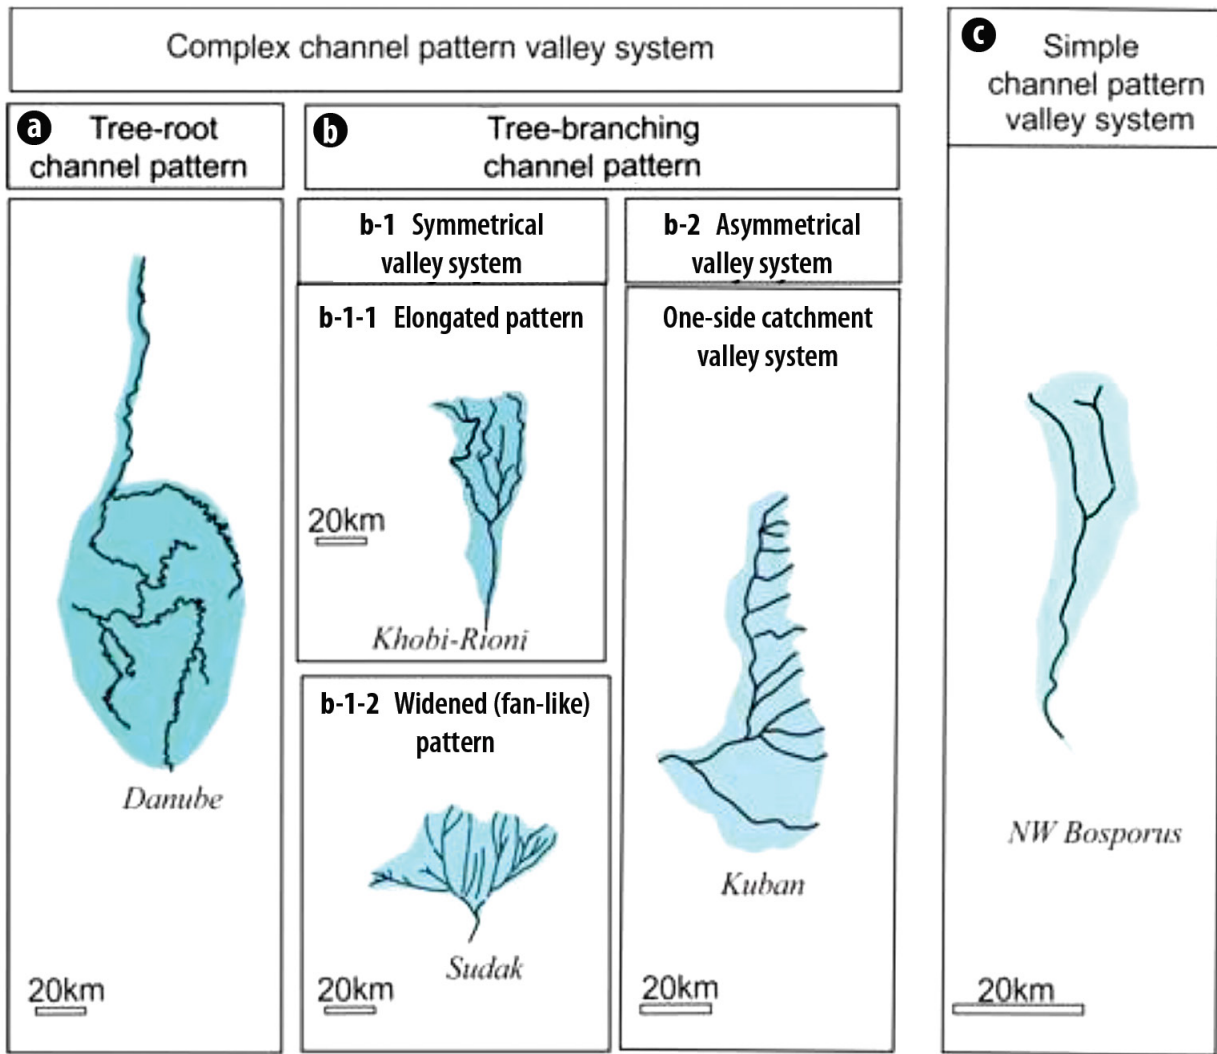 Complex channel pattern valley system
a Tree-root
channel pattern
b Tree-branching
channel pattern
c Simple
channel pattern
valley system
b-1 Symmetrical
valley system
b-2 Asymmetrical
valley system
b-1-1 Elongated pattern
20km
Khobi-Rioni
b-1-2 Widened (fan-like)
pattern
Sudak
20km
One-side catchment
valley system
Kuban
20km
Danube
20km
NW Bosporus
20km